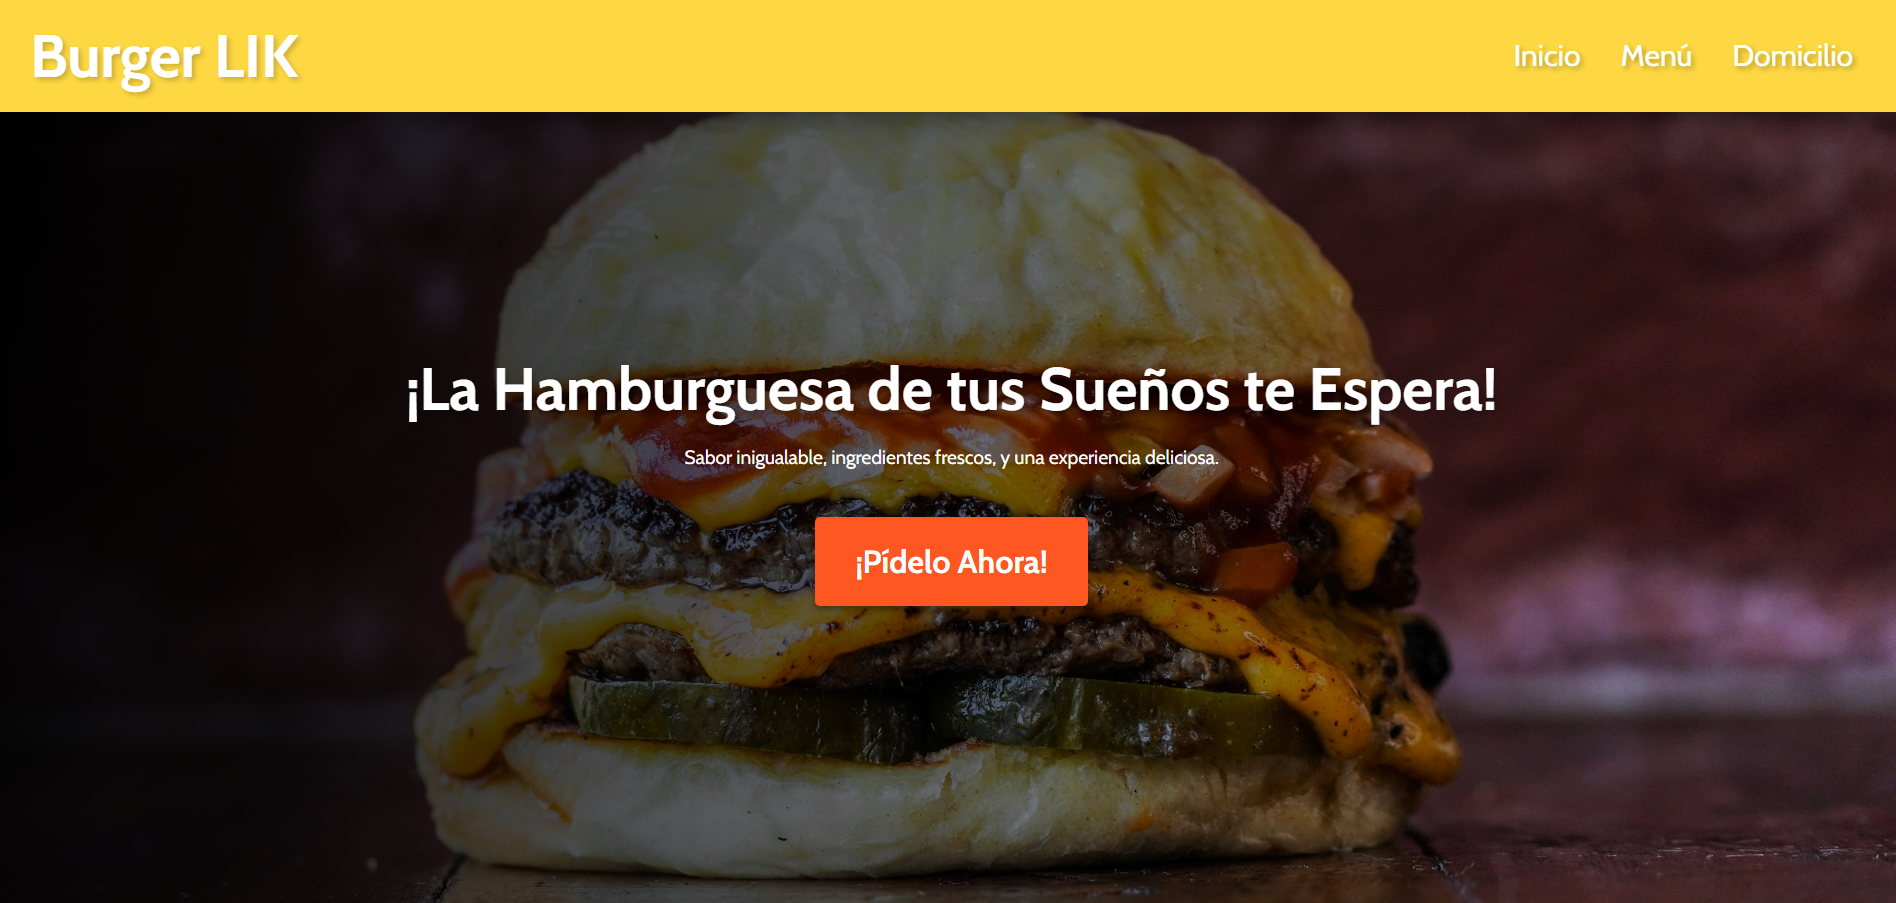 Burger LIK
Inicio Menú Domicilio
¡La Hamburguesa de tus Sueños te Espera!
Sabor inigualable, ingredientes frescos, y una experiencia deliciosa.
¡Pídelo Ahora!